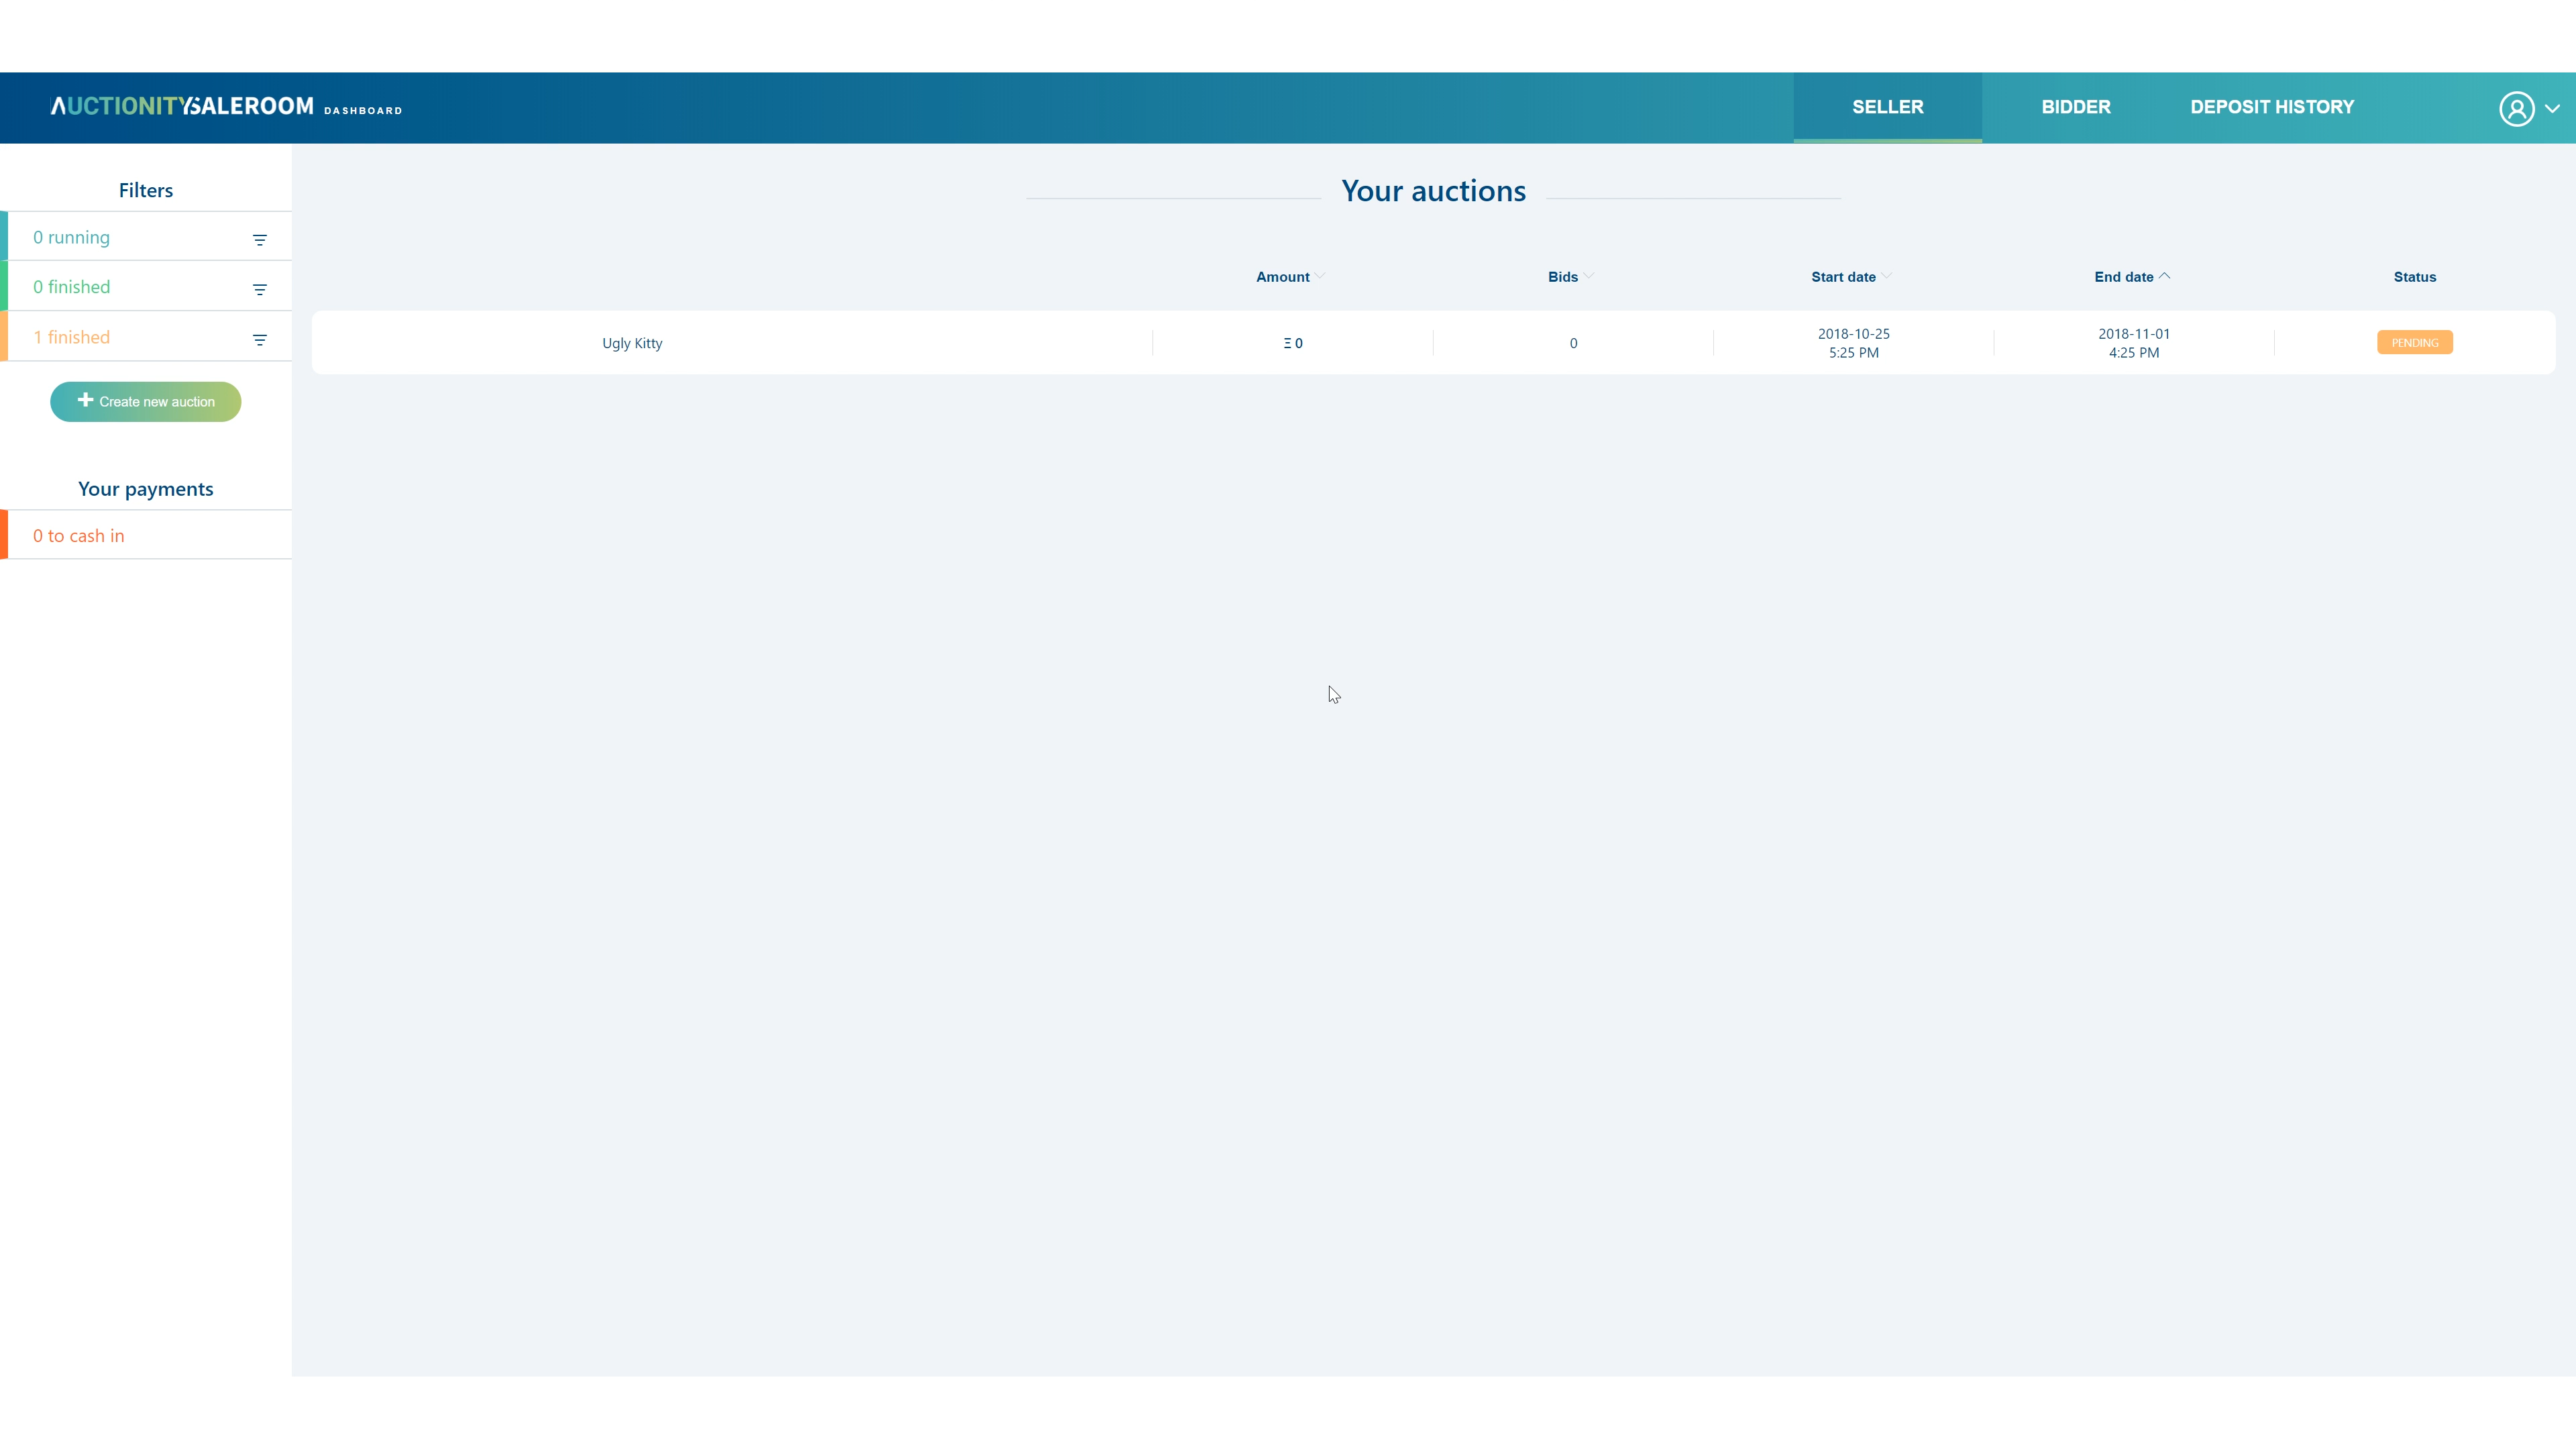 AUCTIONITY SALEROOM DASHBOARD
SELLER
BIDDER
DEPOSIT HISTORY
Filters
0 running
0 finished
1 finished
+ Create new auction
Your payments
0 to cash in
Your auctions
Amount
Bids
Start date
End date
Status
Ugly Kitty
Ξ 0
0
2018-10-25
5:25 PM
2018-11-01
4:25 PM
PENDING